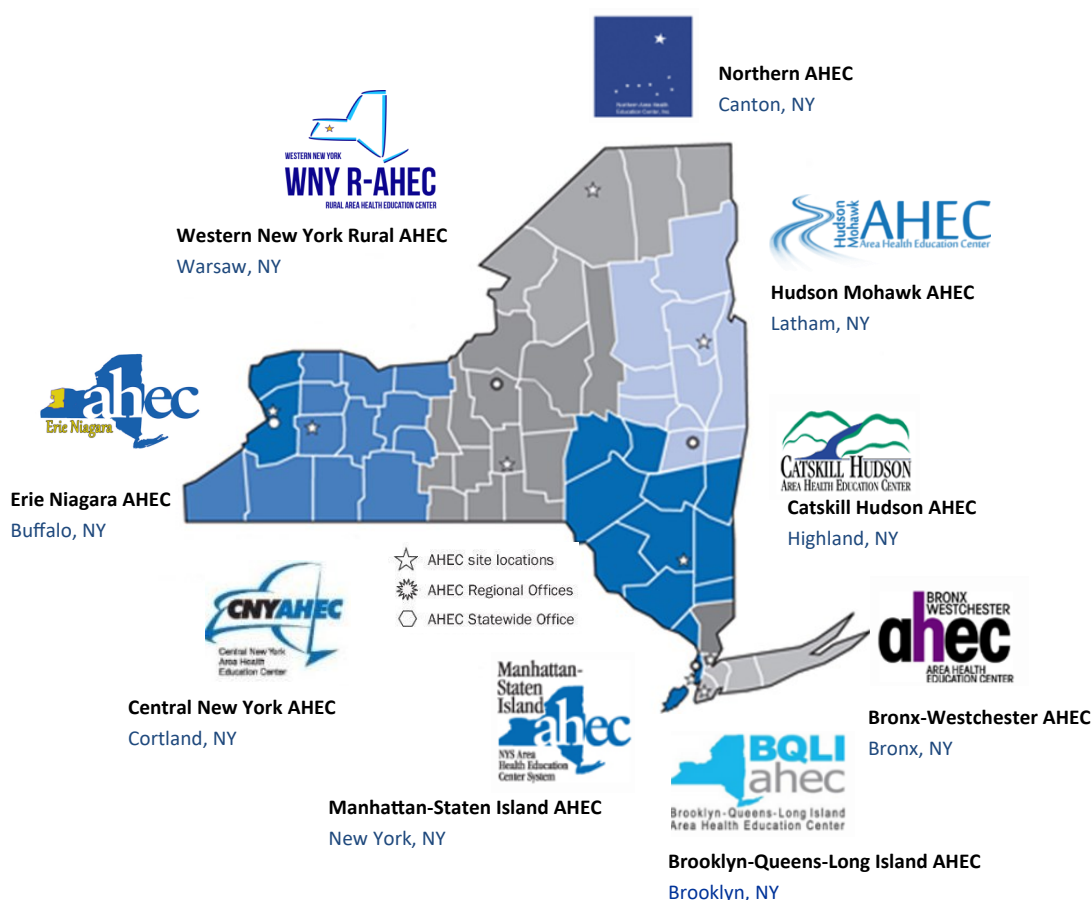 Northern Area Health
Education Center, Inc.
Northern AHEC
Canton, NY
WESTERN NEW YORK
WNY R-AHEC
RURAL AREA HEALTH EDUCATION CENTER
Western New York Rural AHEC
Warsaw, NY
Hudson
Mohawk
AHEC
Area Health Education Center
Hudson Mohawk AHEC
Latham, NY
ahec
Erie Niagara
Erie Niagara AHEC
Buffalo, NY
CATSKILL HUDSON
AREA HEALTH EDUCATION CENTER
Catskill Hudson AHEC
Highland, NY
AHEC site locations
AHEC Regional Offices
AHEC Statewide Office
CNYAHEC
Central New York
Area Health
Education Center
Central New York AHEC
Cortland, NY
Manhattan-
Staten
Island
ahec
NYS Area
Health Education
Center System
Manhattan-Staten Island AHEC
New York, NY
BRONX
WESTCHESTER
ahec
AREA HEALTH
EDUCATION CENTER
Bronx-Westchester AHEC
Bronx, NY
BQLI
ahec
Brooklyn-Queens-Long Island
Area Health Education Center
Brooklyn-Queens-Long Island AHEC
Brooklyn, NY